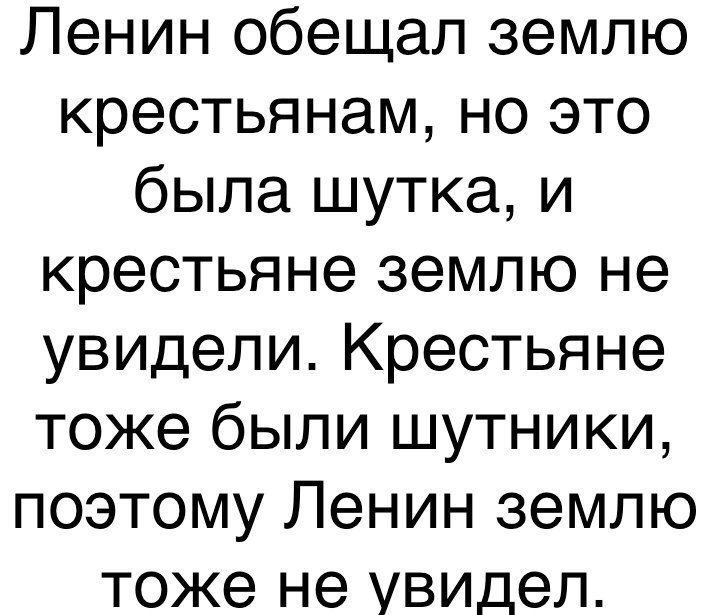 Ленин обещал землю
крестьянам, но это
была шутка, и
крестьяне землю не
увидели. Крестьяне
тоже были шутники,
поэтому Ленин землю
тоже не увидел.